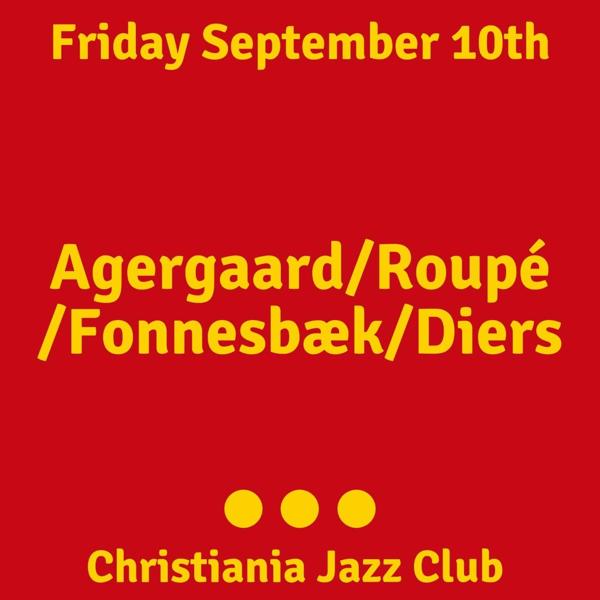 Friday September 10th
Agergaard/Roupé
/Fonnesbæk/Diers
Christiania Jazz Club